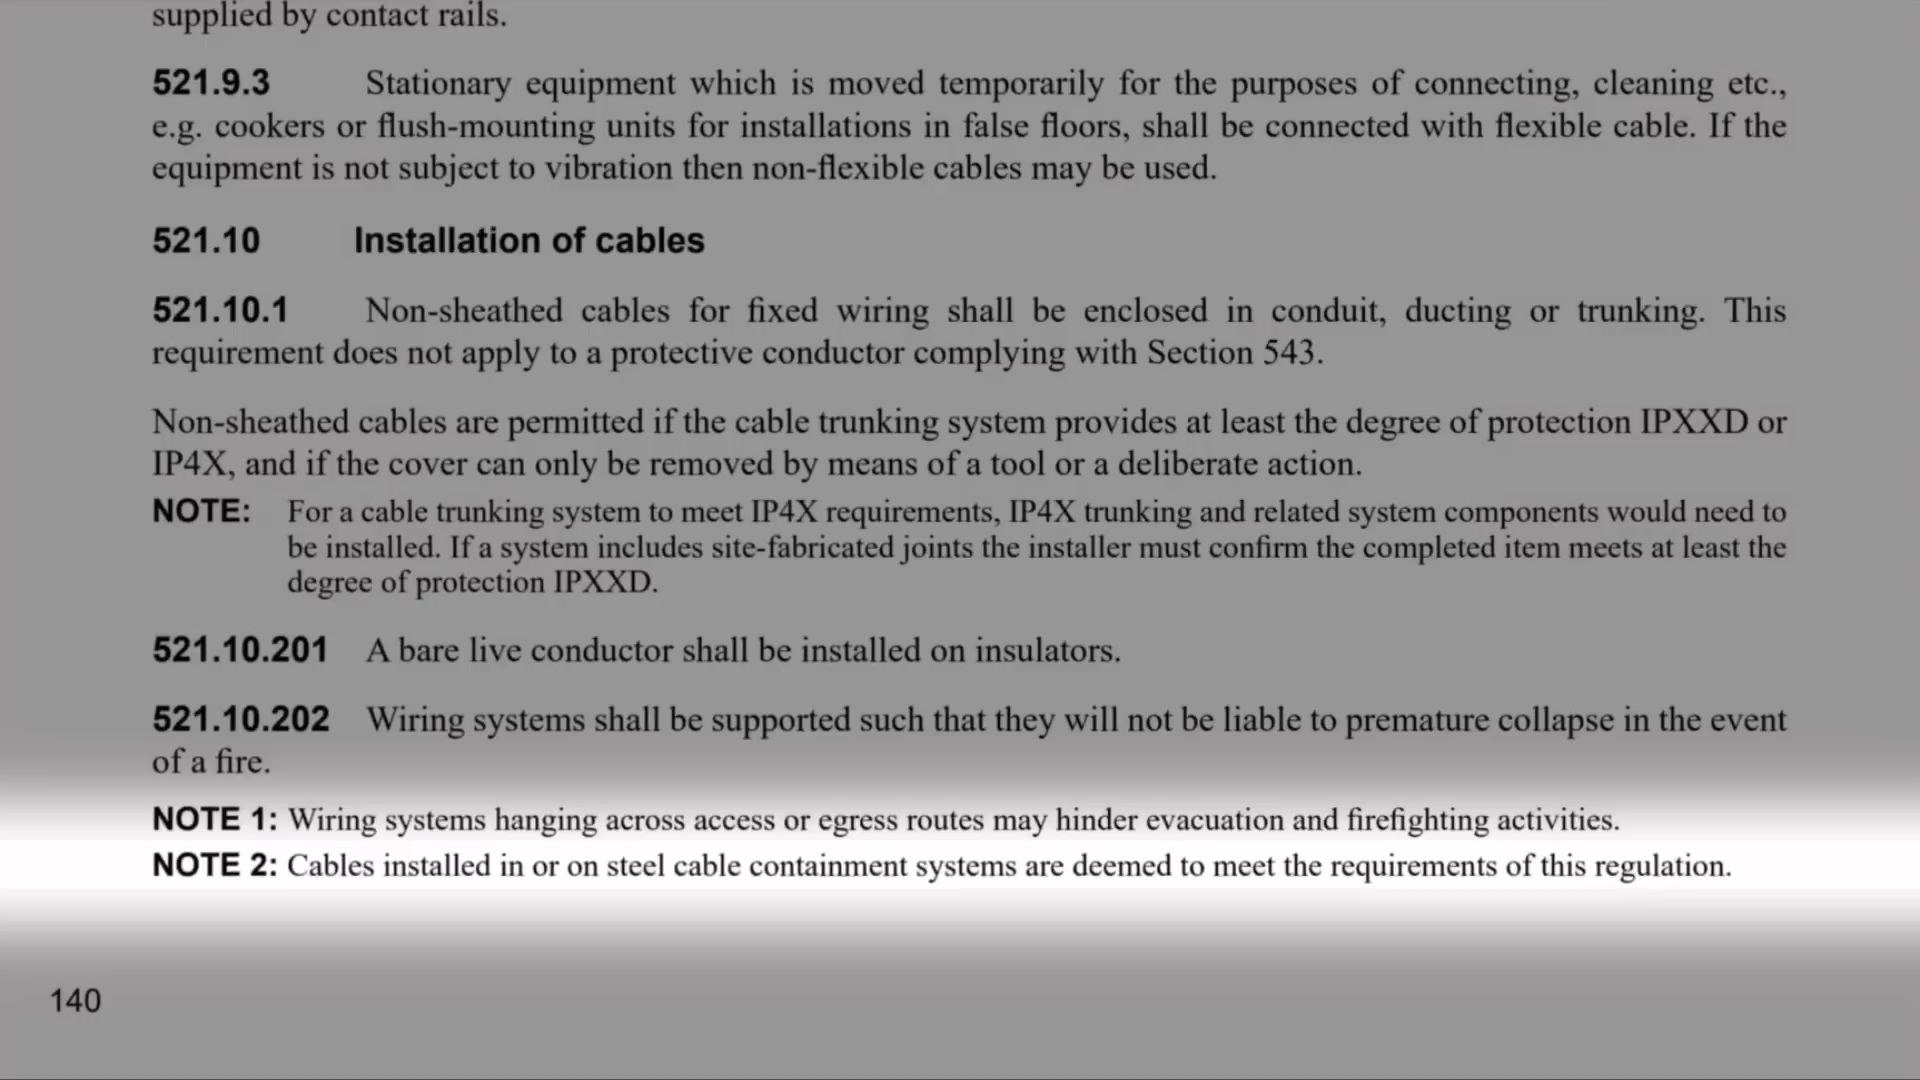 supplied by contact rails.
521.9.3 Stationary equipment which is moved temporarily for the purposes of connecting, cleaning etc.,
e.g. cookers or flush-mounting units for installations in false floors, shall be connected with flexible cable. If the
equipment is not subject to vibration then non-flexible cables may be used.
521.10 Installation of cables
521.10.1 Non-sheathed cables for fixed wiring shall be enclosed in conduit, ducting or trunking. This
requirement does not apply to a protective conductor complying with Section 543.
Non-sheathed cables are permitted if the cable trunking system provides at least the degree of protection IPXXD or
IP4X, and if the cover can only be removed by means of a tool or a deliberate action.
NOTE: For a cable trunking system to meet IP4X requirements, IP4X trunking and related system components would need to
be installed. If a system includes site-fabricated joints the installer must confirm the completed item meets at least the
degree of protection IPXXD.
521.10.201 A bare live conductor shall be installed on insulators.
521.10.202 Wiring systems shall be supported such that they will not be liable to premature collapse in the event
of a fire.
NOTE 1: Wiring systems hanging across access or egress routes may hinder evacuation and firefighting activities.
NOTE 2: Cables installed in or on steel cable containment systems are deemed to meet the requirements of this regulation.
140